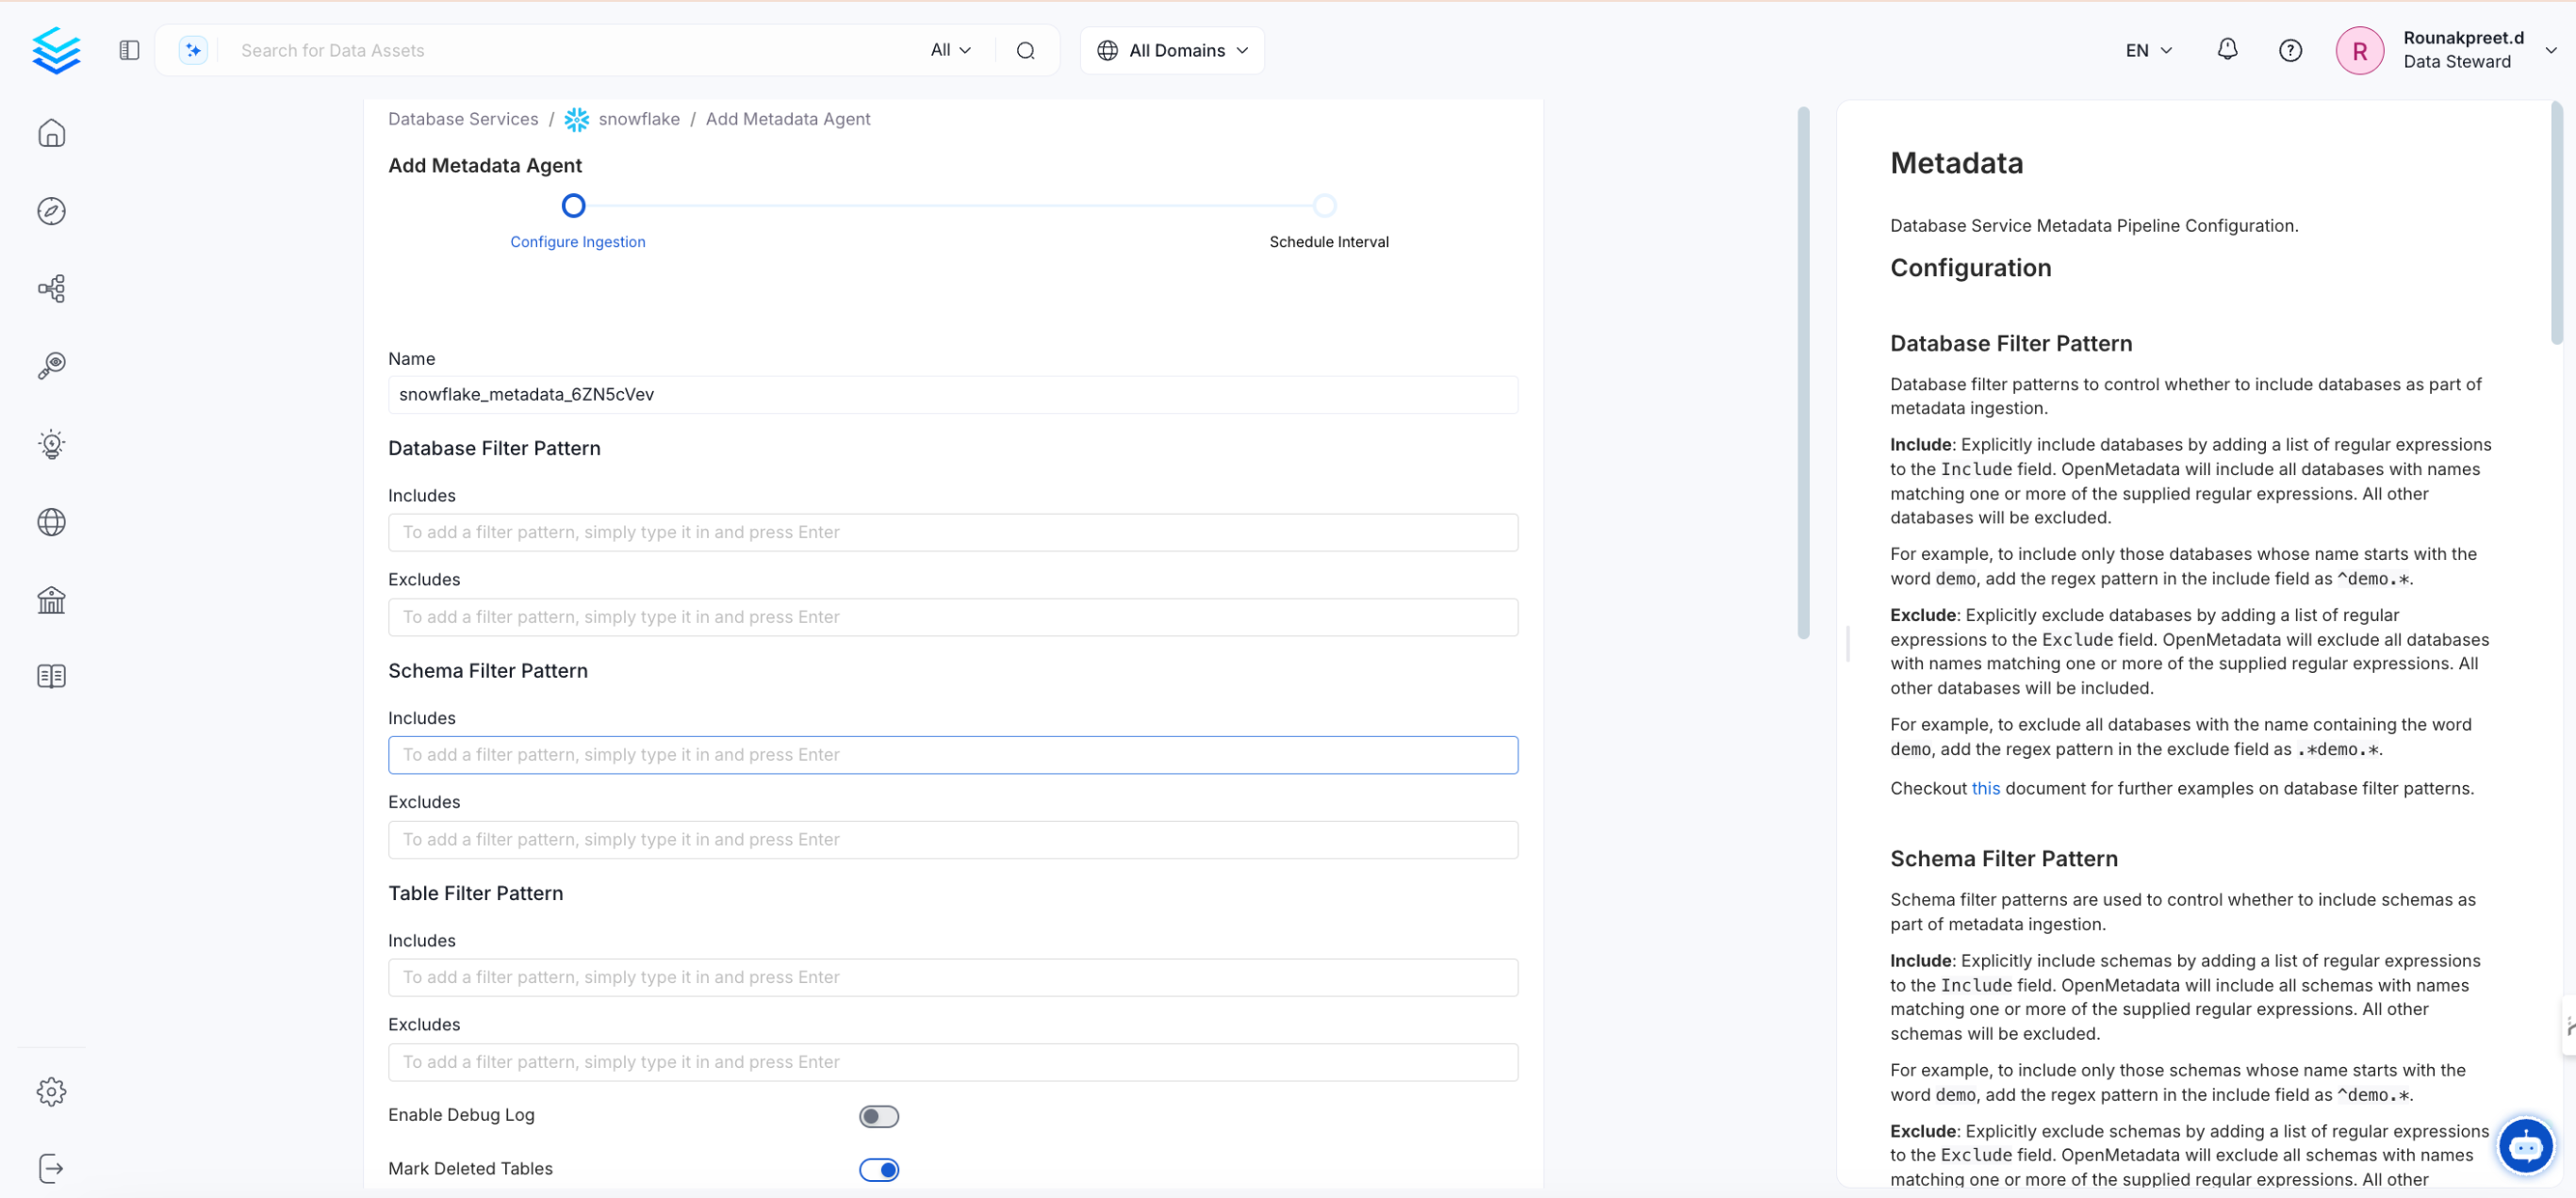 Search for Data Assets
All
All Domains
EN
R
Rounakpreet.d
Data Steward
Database Services / snowflake / Add Metadata Agent
Add Metadata Agent
Configure Ingestion
Schedule Interval
Name
snowflake_metadata_6ZN5cVev
Database Filter Pattern
Includes
To add a filter pattern, simply type it in and press Enter
Excludes
To add a filter pattern, simply type it in and press Enter
Schema Filter Pattern
Includes
To add a filter pattern, simply type it in and press Enter
Excludes
To add a filter pattern, simply type it in and press Enter
Table Filter Pattern
Includes
To add a filter pattern, simply type it in and press Enter
Excludes
To add a filter pattern, simply type it in and press Enter
Enable Debug Log
Mark Deleted Tables
Metadata
Database Service Metadata Pipeline Configuration.
Configuration
Database Filter Pattern
Database filter patterns to control whether to include databases as part of
metadata ingestion.
Include: Explicitly include databases by adding a list of regular expressions
to the Include field. OpenMetadata will include all databases with names
matching one or more of the supplied regular expressions. All other
databases will be excluded.
For example, to include only those databases whose name starts with the
word demo, add the regex pattern in the include field as ^demo.*.
Exclude: Explicitly exclude databases by adding a list of regular
expressions to the Exclude field. OpenMetadata will exclude all databases
with names matching one or more of the supplied regular expressions. All
other databases will be included.
For example, to exclude all databases with the name containing the word
demo, add the regex pattern in the exclude field as .*demo.*.
Checkout this document for further examples on database filter patterns.
Schema Filter Pattern
Schema filter patterns are used to control whether to include schemas as
part of metadata ingestion.
Include: Explicitly include schemas by adding a list of regular expressions
to the Include field. OpenMetadata will include all schemas with names
matching one or more of the supplied regular expressions. All other
schemas will be excluded.
For example, to include only those schemas whose name starts with the
word demo, add the regex pattern in the include field as ^demo.*.
Exclude: Explicitly exclude schemas by adding a list of regular expressions
to the Exclude field. OpenMetadata will exclude all schemas with names
matching one or more of the supplied regular expressions. All other